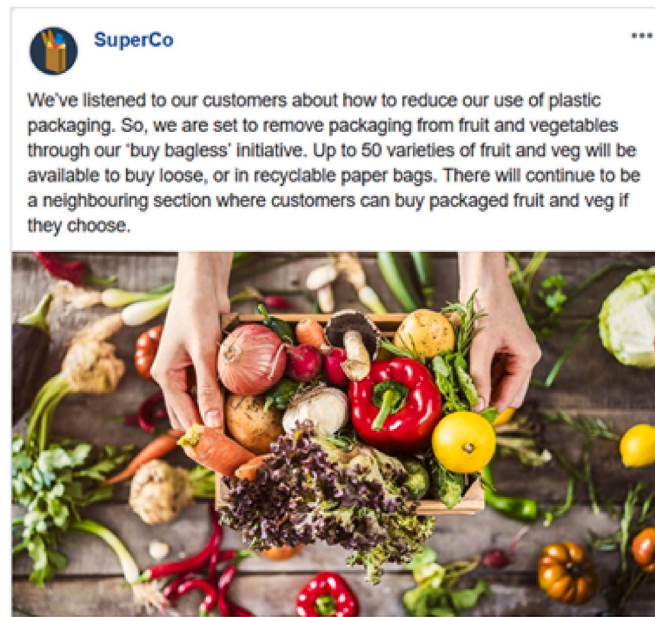 SuperCo
We've listened to our customers about how to reduce our use of plastic
packaging. So, we are set to remove packaging from fruit and vegetables
through our 'buy bagless' initiative. Up to 50 varieties of fruit and veg will be
available to buy loose, or in recyclable paper bags. There will continue to be
a neighbouring section where customers can buy packaged fruit and veg if
they choose.